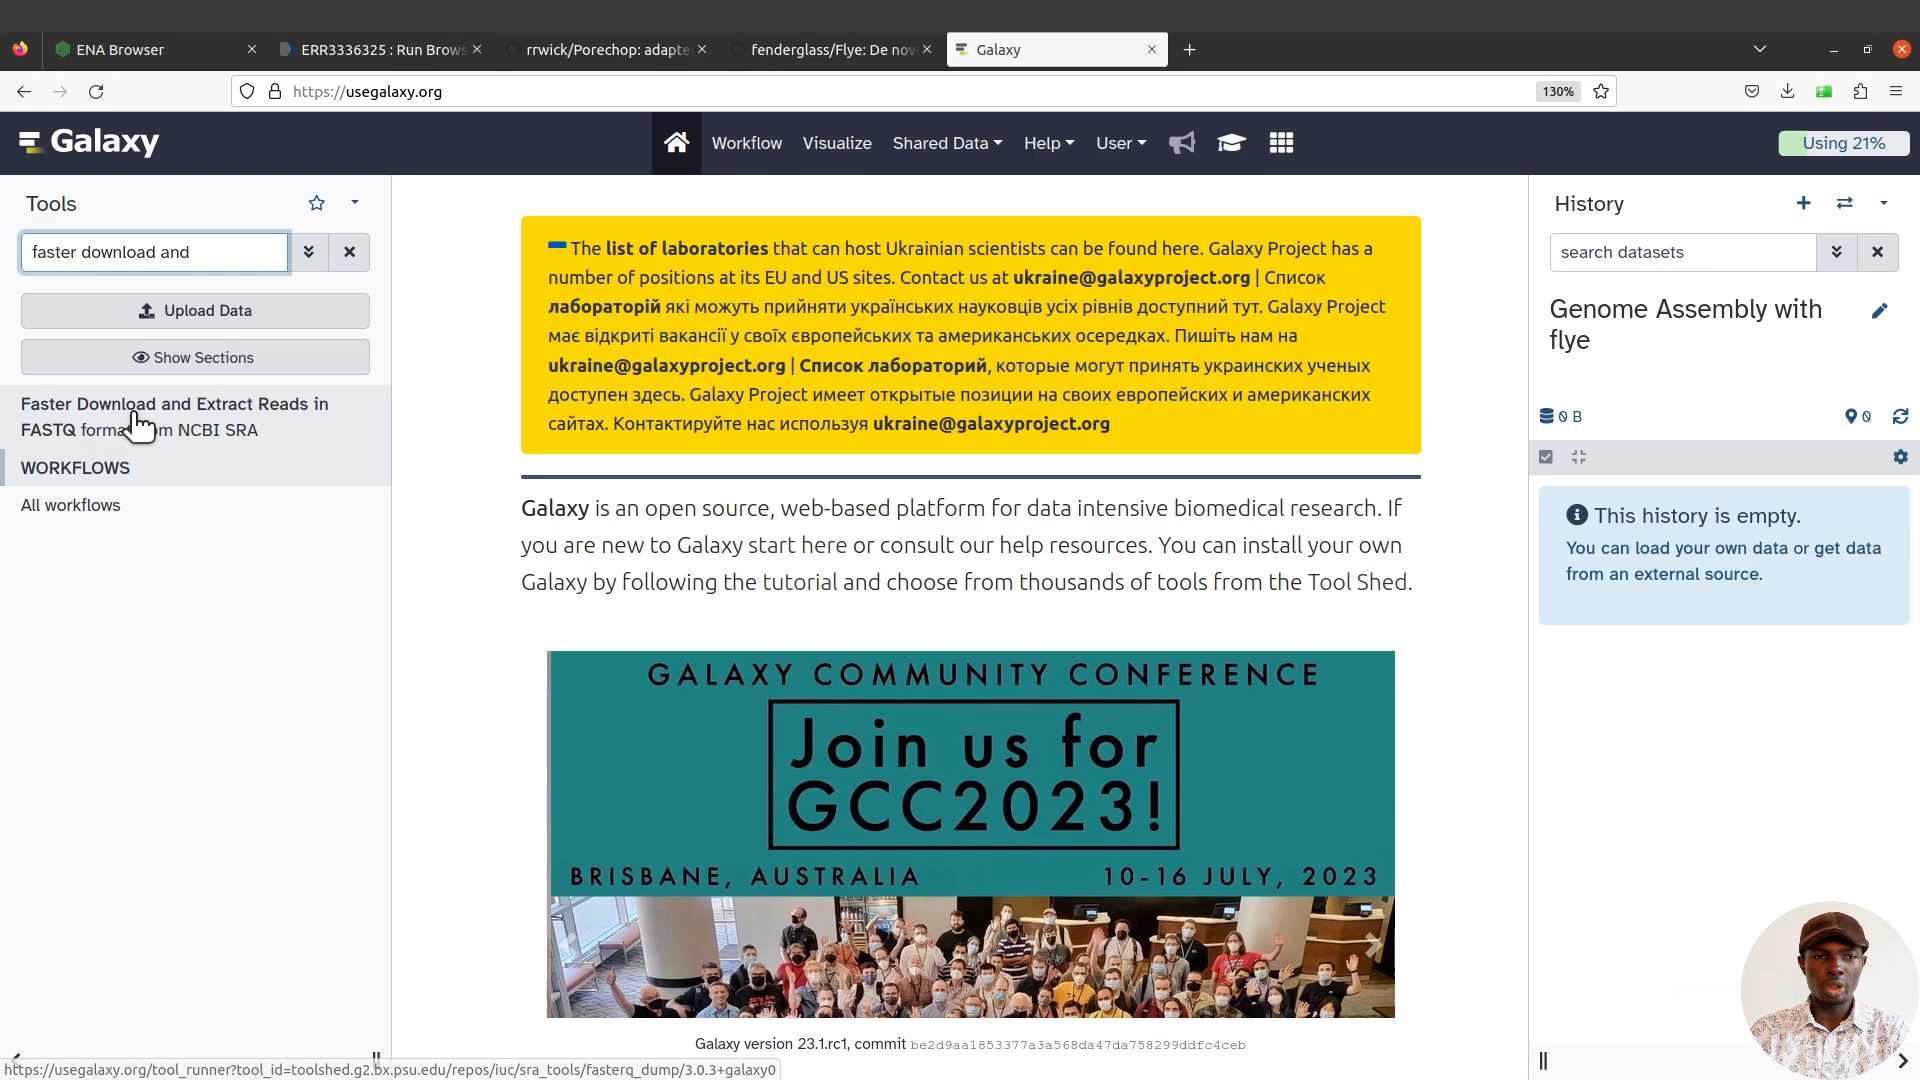 ENA Browser
ERR3336325 : Run Brows
rrwick/Porechop: adapte
fenderglass/Flye: De nov
Galaxy
https://usegalaxy.org
130%
Galaxy
Workflow
Visualize
Shared Data
Help
User
Using 21%
Tools
faster download and
Upload Data
Show Sections
Faster Download and Extract Reads in
FASTQ forma om NCBI SRA
WORKFLOWS
All workflows
The list of laboratories that can host Ukrainian scientists can be found here. Galaxy Project has a
number of positions at its EU and US sites. Contact us at ukraine@galaxyproject.org | Список
лабораторій які можуть прийняти українських науковців усіх рівнів доступний тут. Galaxy Project
має відкриті вакансії у своїх європейських та американських осередках. Пишіть нам на
ukraine@galaxyproject.org | Список лабораторий, которые могут принять украинских ученых
доступен здесь. Galaxy Project имеет открытые позиции на своих европейских и американских
сайтах. Контактируйте нас используя ukraine@galaxyproject.org
Galaxy is an open source, web-based platform for data intensive biomedical research. If
you are new to Galaxy start here or consult our help resources. You can install your own
Galaxy by following the tutorial and choose from thousands of tools from the Tool Shed.
GALAXY COMMUNITY CONFERENCE
Join us for
GCC2023!
BRISBANE, AUSTRALIA
10-16 JULY, 2023
Galaxy version 23.1.rc1, commit be2d9aa1853377a3a568da47da758299ddfc4ceb
History
search datasets
Genome Assembly with
flye
0 B
0
This history is empty.
You can load your own data or get data
from an external source.
https://usegalaxy.org/tool_runner?tool_id=toolshed.g2.bx.psu.edu/repos/iuc/sra_tools/fasterq_dump/3.0.3+galaxy0